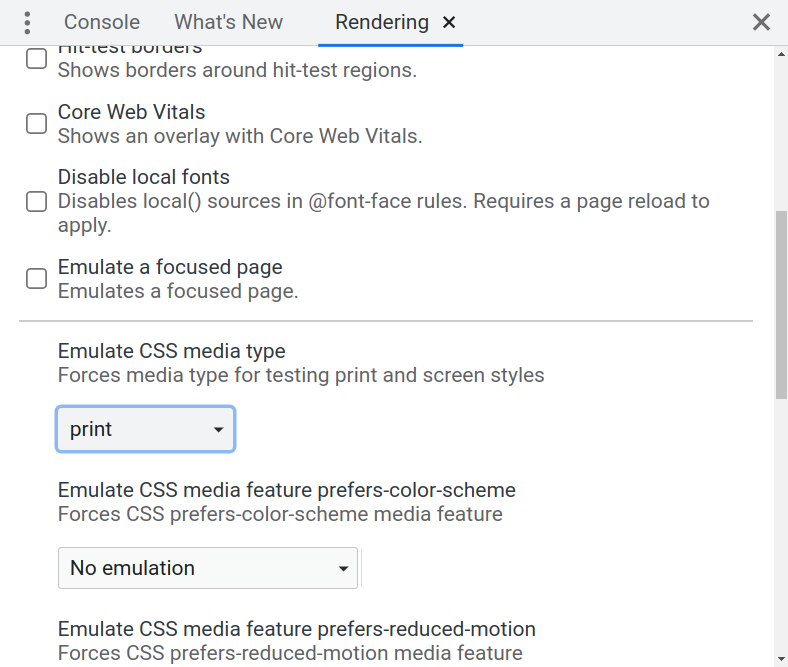 Console What's New Rendering
Hit-test borders
Shows borders around hit-test regions.
Core Web Vitals
Shows an overlay with Core Web Vitals.
Disable local fonts
Disables local() sources in @font-face rules. Requires a page reload to
apply.
Emulate a focused page
Emulates a focused page.
Emulate CSS media type
Forces media type for testing print and screen styles
print
Emulate CSS media feature prefers-color-scheme
Forces CSS prefers-color-scheme media feature
No emulation
Emulate CSS media feature prefers-reduced-motion
Forces CSS prefers-reduced-motion media feature